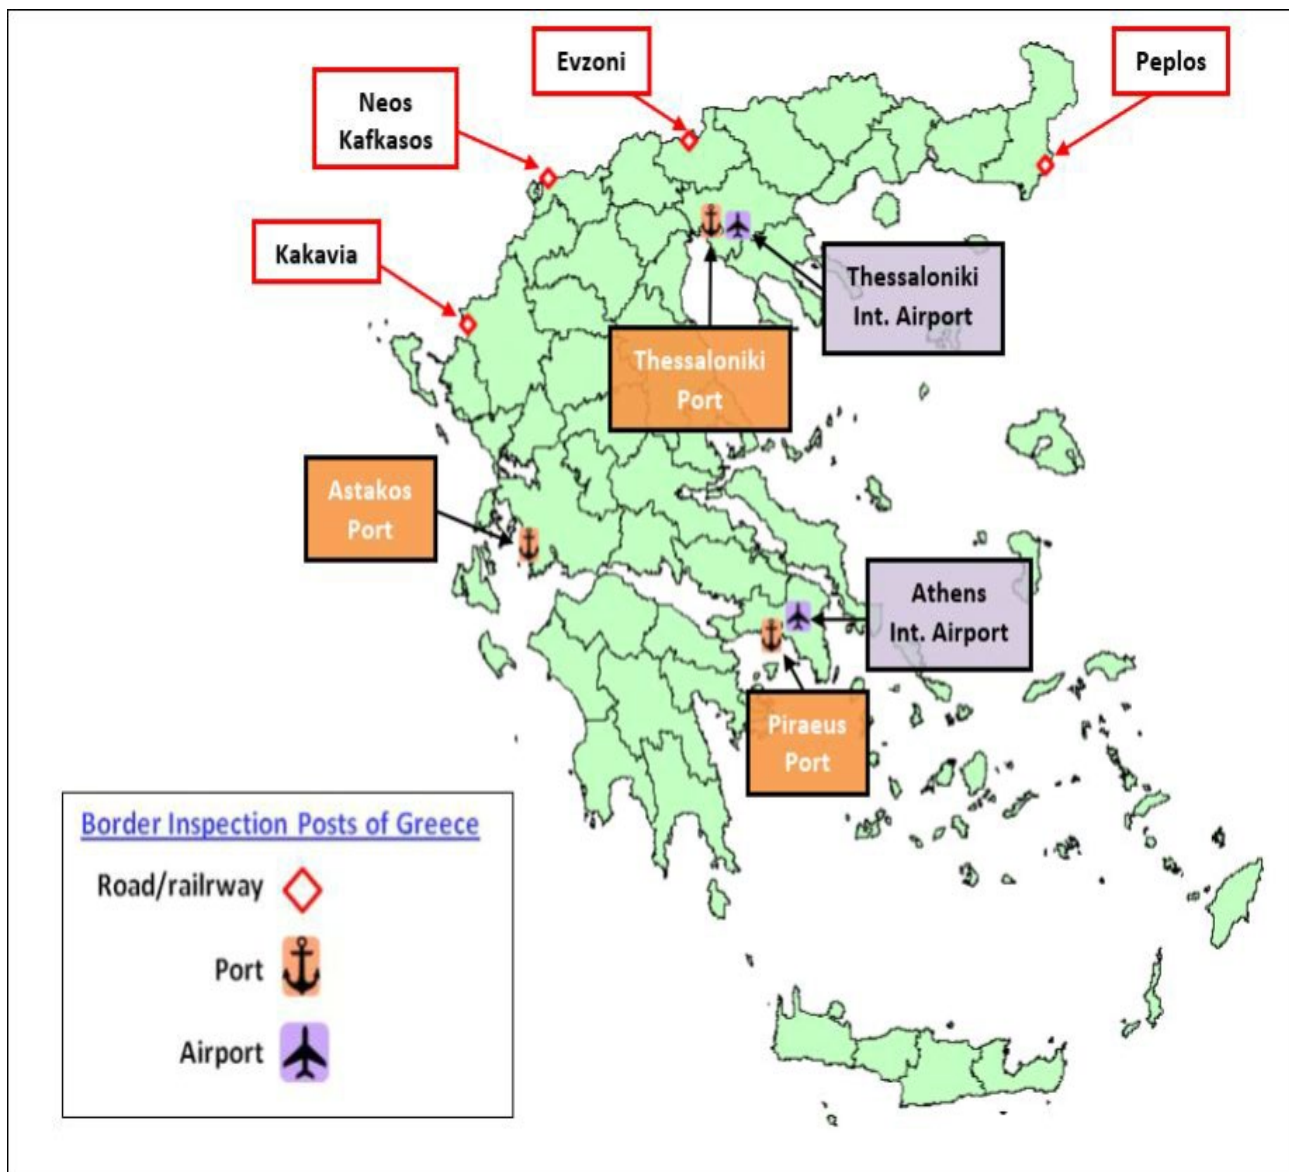 Evzoni
Peplos
Neos
Kafkasos
Kakavia
Thessaloniki
Int. Airport
Thessaloniki
Port
Astakos
Port
Athens
Int. Airport
Piraeus
Port
Border Inspection Posts of Greece
Road/railrway
Port
Airport